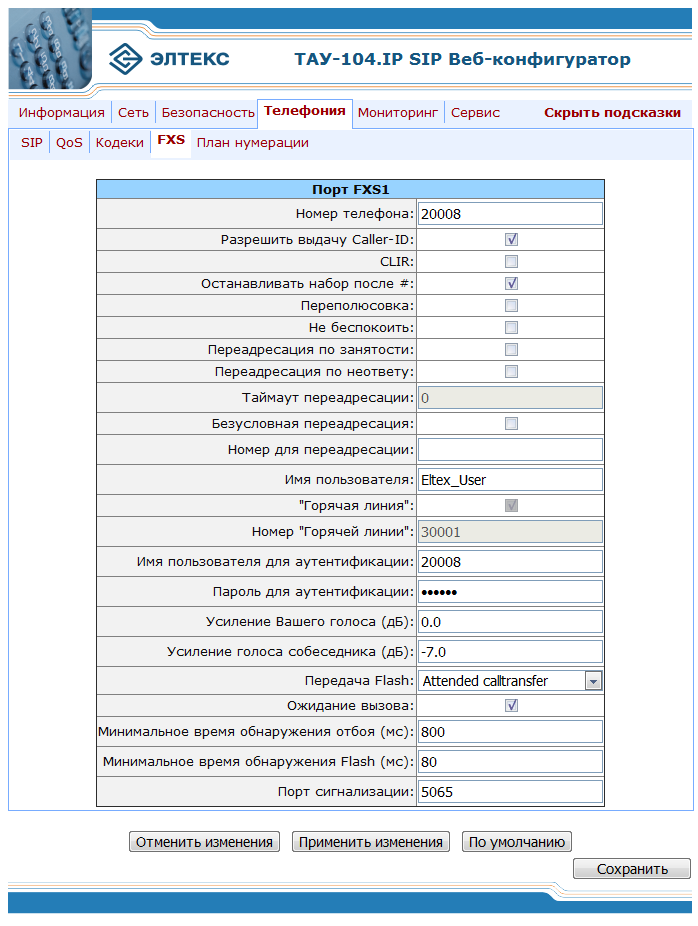 ЭЛТЕКС ТАУ-104.IP SIP Веб-конфигуратор
Информация Сеть Безопасность Телефония Мониторинг Сервис Скрыть подсказки
SIP QoS Кодеки FXS План нумерации
Порт FXS1
Номер телефона: 20008
Разрешить выдачу Caller-ID:
CLIR:
Останавливать набор после #:
Переполюсовка:
Не беспокоить:
Переадресация по занятости:
Переадресация по неответу:
Таймаут переадресации: 0
Безусловная переадресация:
Номер для переадресации:
Имя пользователя: Eltex_User
"Горячая линия":
Номер "Горячей линии": 30001
Имя пользователя для аутентификации: 20008
Пароль для аутентификации: ••••••
Усиление Вашего голоса (дБ): 0.0
Усиление голоса собеседника (дБ): -7.0
Передача Flash: Attended calltransfer
Ожидание вызова:
Минимальное время обнаружения отбоя (мс): 800
Минимальное время обнаружения Flash (мс): 80
Порт сигнализации: 5065
Отменить изменения Применить изменения По умолчанию
Сохранить